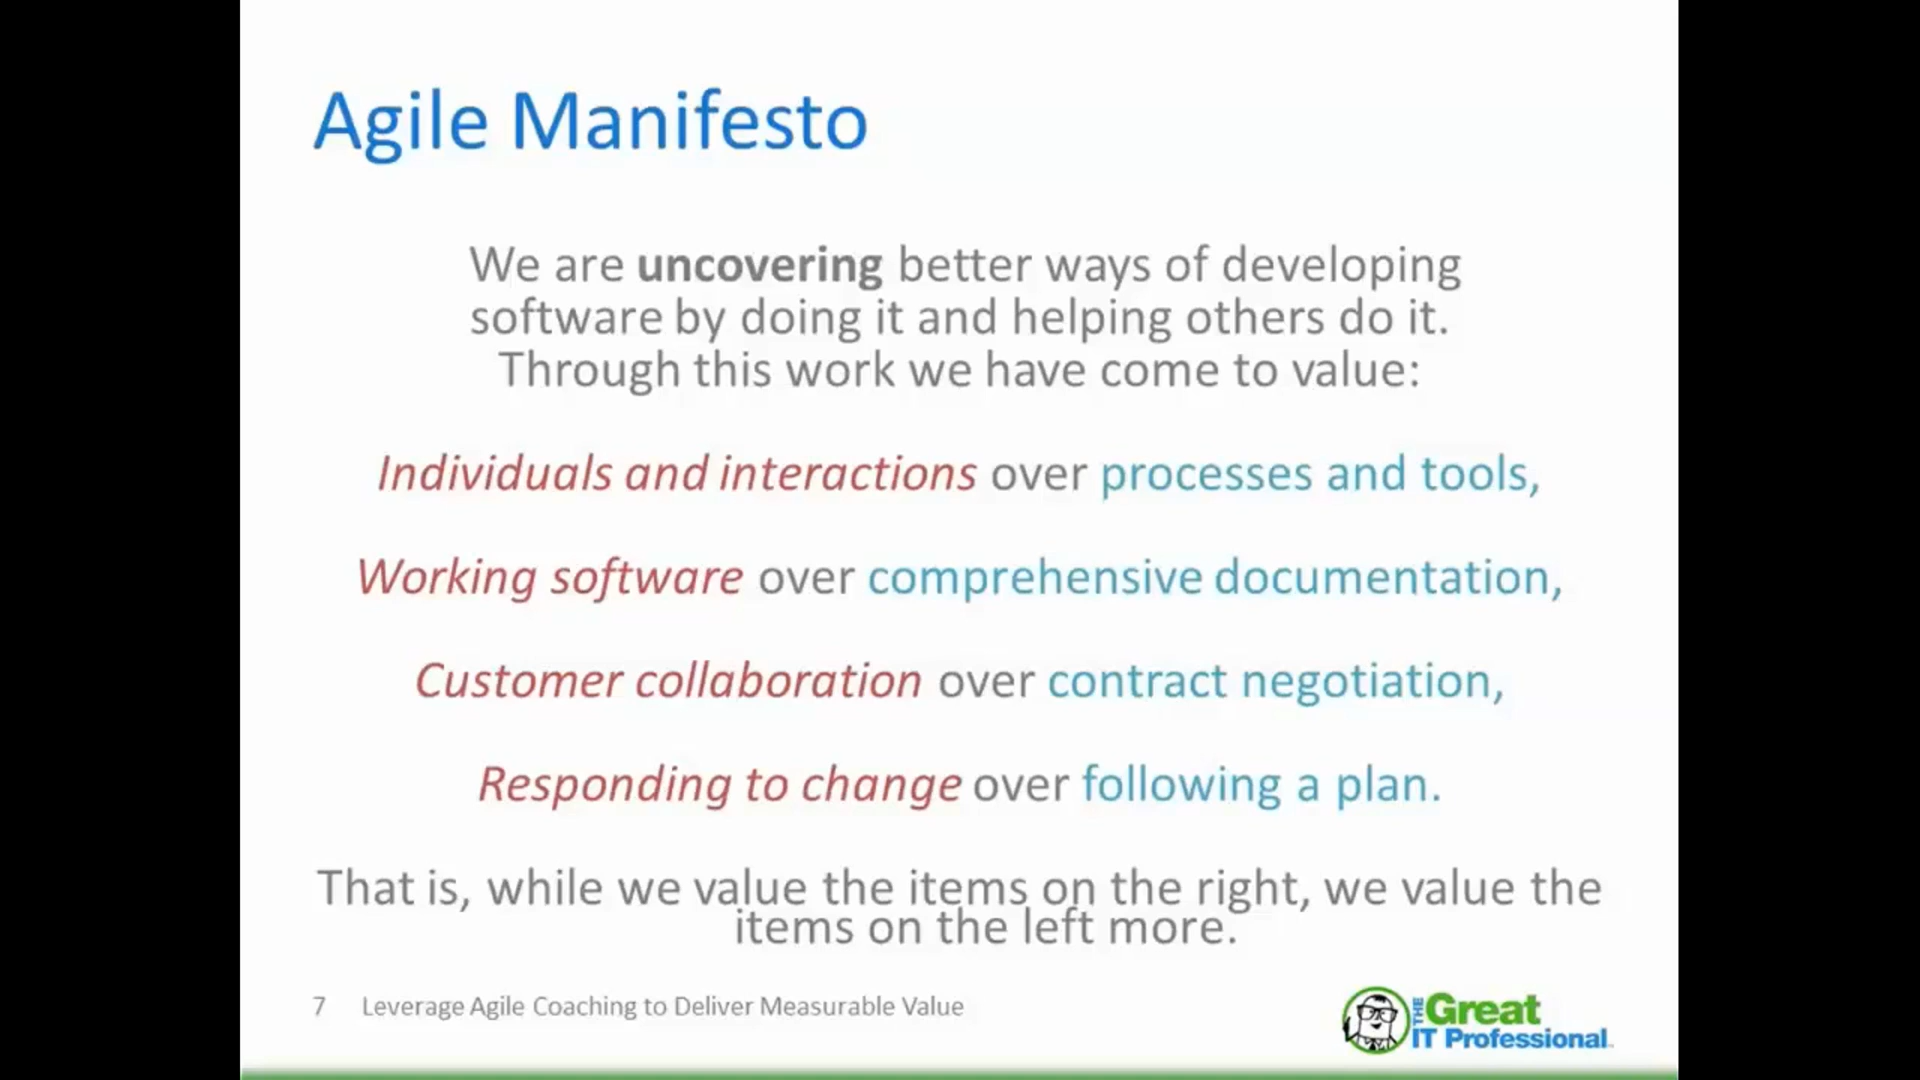 Agile Manifesto
We are uncovering better ways of developing
software by doing it and helping others do it.
Through this work we have come to value:
Individuals and interactions over processes and tools,
Working software over comprehensive documentation,
Customer collaboration over contract negotiation,
Responding to change over following a plan.
That is, while we value the items on the right, we value the
items on the left more.
7 Leverage Agile Coaching to Deliver Measurable Value
THE Great
IT Professional